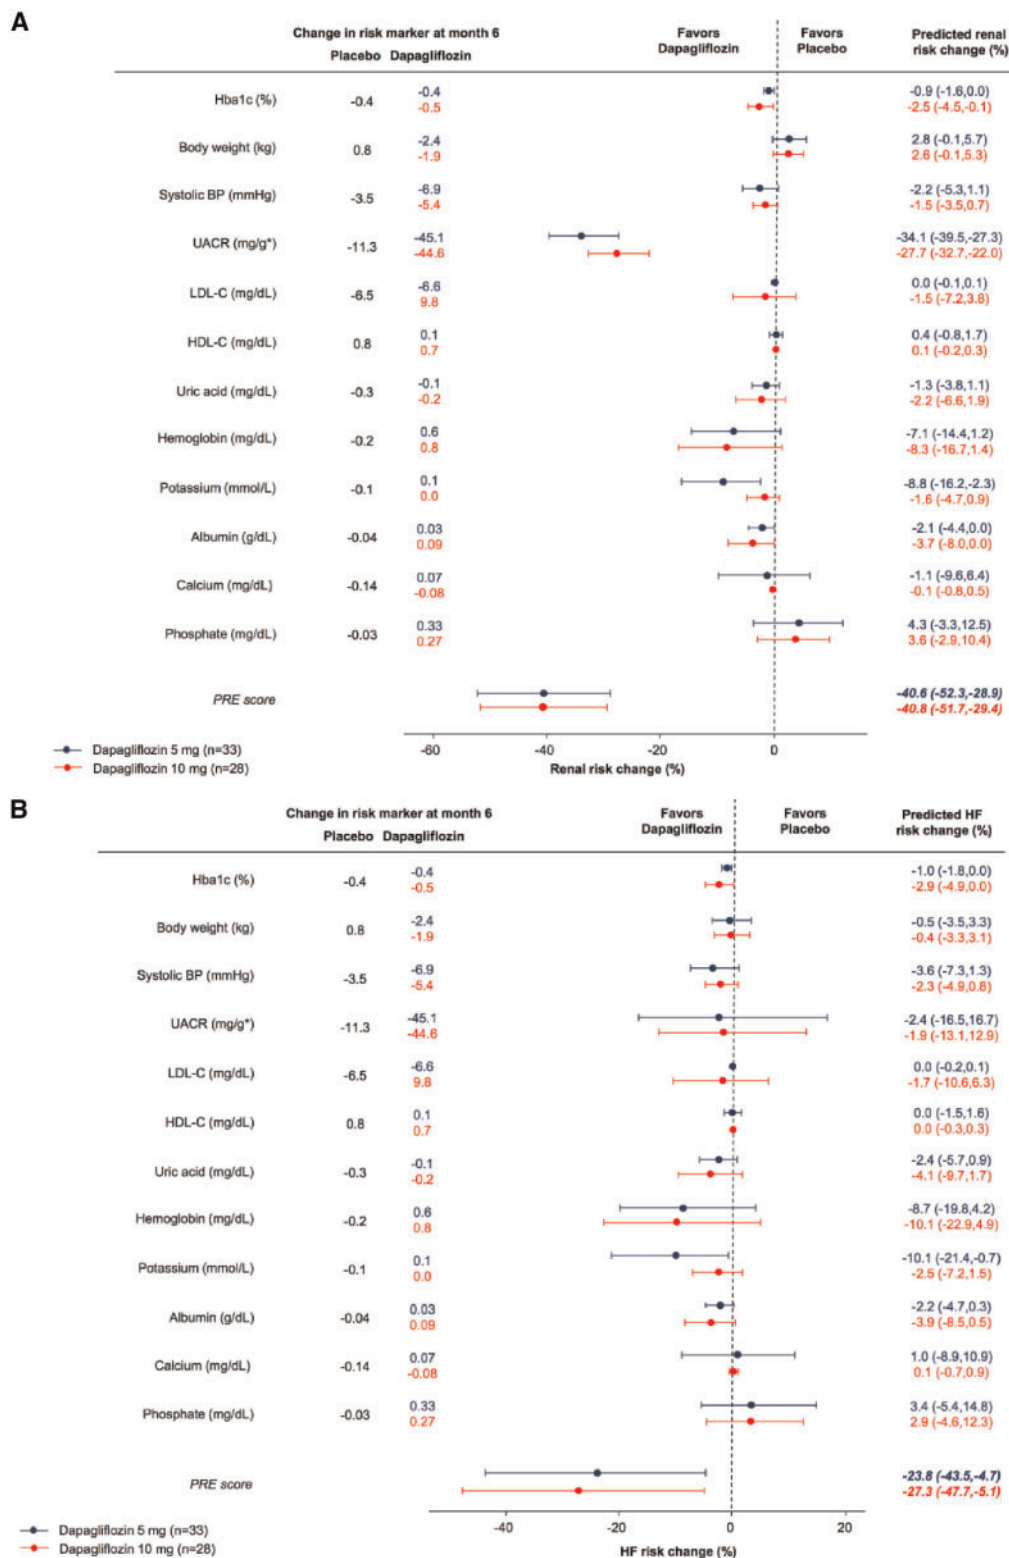 A
Change in risk marker at month 6
Favors Dapagliflozin
Favors Placebo
Predicted renal risk change (%)
Placebo Dapagliflozin
Hba1c (%) -0.4 -0.4 -0.9 (-1.6,0.0)
-0.5 -2.5 (-4.5,-0.1)
Body weight (kg) 0.8 -2.4 2.8 (-0.1,5.7)
-1.9 2.6 (-0.1,5.3)
Systolic BP (mmHg) -3.5 -6.9 -2.2 (-5.3,1.1)
-5.4 -1.5 (-3.5,0.7)
UACR (mg/g*) -11.3 -45.1 -34.1 (-39.5,-27.3)
-44.6 -27.7 (-32.7,-22.0)
LDL-C (mg/dL) -6.5 -6.6 0.0 (-0.1,0.1)
9.8 -1.5 (-7.2,3.8)
HDL-C (mg/dL) 0.8 0.1 0.4 (-0.8,1.7)
0.7 0.1 (-0.2,0.3)
Uric acid (mg/dL) -0.3 -0.1 -1.3 (-3.8,1.1)
-0.2 -2.2 (-6.6,1.9)
Hemoglobin (mg/dL) -0.2 0.6 -7.1 (-14.4,1.2)
0.8 -8.3 (-16.7,1.4)
Potassium (mmol/L) -0.1 0.1 -8.8 (-16.2,-2.3)
0.0 -1.6 (-4.7,0.9)
Albumin (g/dL) -0.04 0.03 -2.1 (-4.4,0.0)
0.09 -3.7 (-8.0,0.0)
Calcium (mg/dL) -0.14 0.07 -1.1 (-9.6,6.4)
-0.08 -0.1 (-0.8,0.5)
Phosphate (mg/dL) -0.03 0.33 4.3 (-3.3,12.5)
0.27 3.6 (-2.9,10.4)
PRE score -40.6 (-52.3,-28.9)
-40.8 (-51.7,-29.4)
-60 -40 -20 0
Renal risk change (%)
Dapagliflozin 5 mg (n=33)
Dapagliflozin 10 mg (n=28)
B
Change in risk marker at month 6
Favors Dapagliflozin
Favors Placebo
Predicted HF risk change (%)
Placebo Dapagliflozin
Hba1c (%) -0.4 -0.4 -1.0 (-1.8,0.0)
-0.5 -2.9 (-4.9,0.0)
Body weight (kg) 0.8 -2.4 -0.5 (-3.5,3.3)
-1.9 -0.4 (-3.3,3.1)
Systolic BP (mmHg) -3.5 -6.9 -3.6 (-7.3,1.3)
-5.4 -2.3 (-4.9,0.8)
UACR (mg/g*) -11.3 -45.1 -2.4 (-16.5,16.7)
-44.6 -1.9 (-13.1,12.9)
LDL-C (mg/dL) -6.5 -6.6 0.0 (-0.2,0.1)
9.8 -1.7 (-10.6,6.3)
HDL-C (mg/dL) 0.8 0.1 0.0 (-1.5,1.6)
0.7 0.0 (-0.3,0.3)
Uric acid (mg/dL) -0.3 -0.1 -2.4 (-5.7,0.9)
-0.2 -4.1 (-9.7,1.7)
Hemoglobin (mg/dL) -0.2 0.6 -8.7 (-19.8,4.2)
0.8 -10.1 (-22.9,4.9)
Potassium (mmol/L) -0.1 0.1 -10.1 (-21.4,-0.7)
0.0 -2.5 (-7.2,1.5)
Albumin (g/dL) -0.04 0.03 -2.2 (-4.7,0.3)
0.09 -3.9 (-8.5,0.5)
Calcium (mg/dL) -0.14 0.07 1.0 (-8.9,10.9)
-0.08 0.1 (-0.7,0.9)
Phosphate (mg/dL) -0.03 0.33 3.4 (-5.4,14.8)
0.27 2.9 (-4.6,12.3)
PRE score -23.8 (-43.5,-4.7)
-27.3 (-47.7,-5.1)
-40 -20 0 20
HF risk change (%)
Dapagliflozin 5 mg (n=33)
Dapagliflozin 10 mg (n=28)